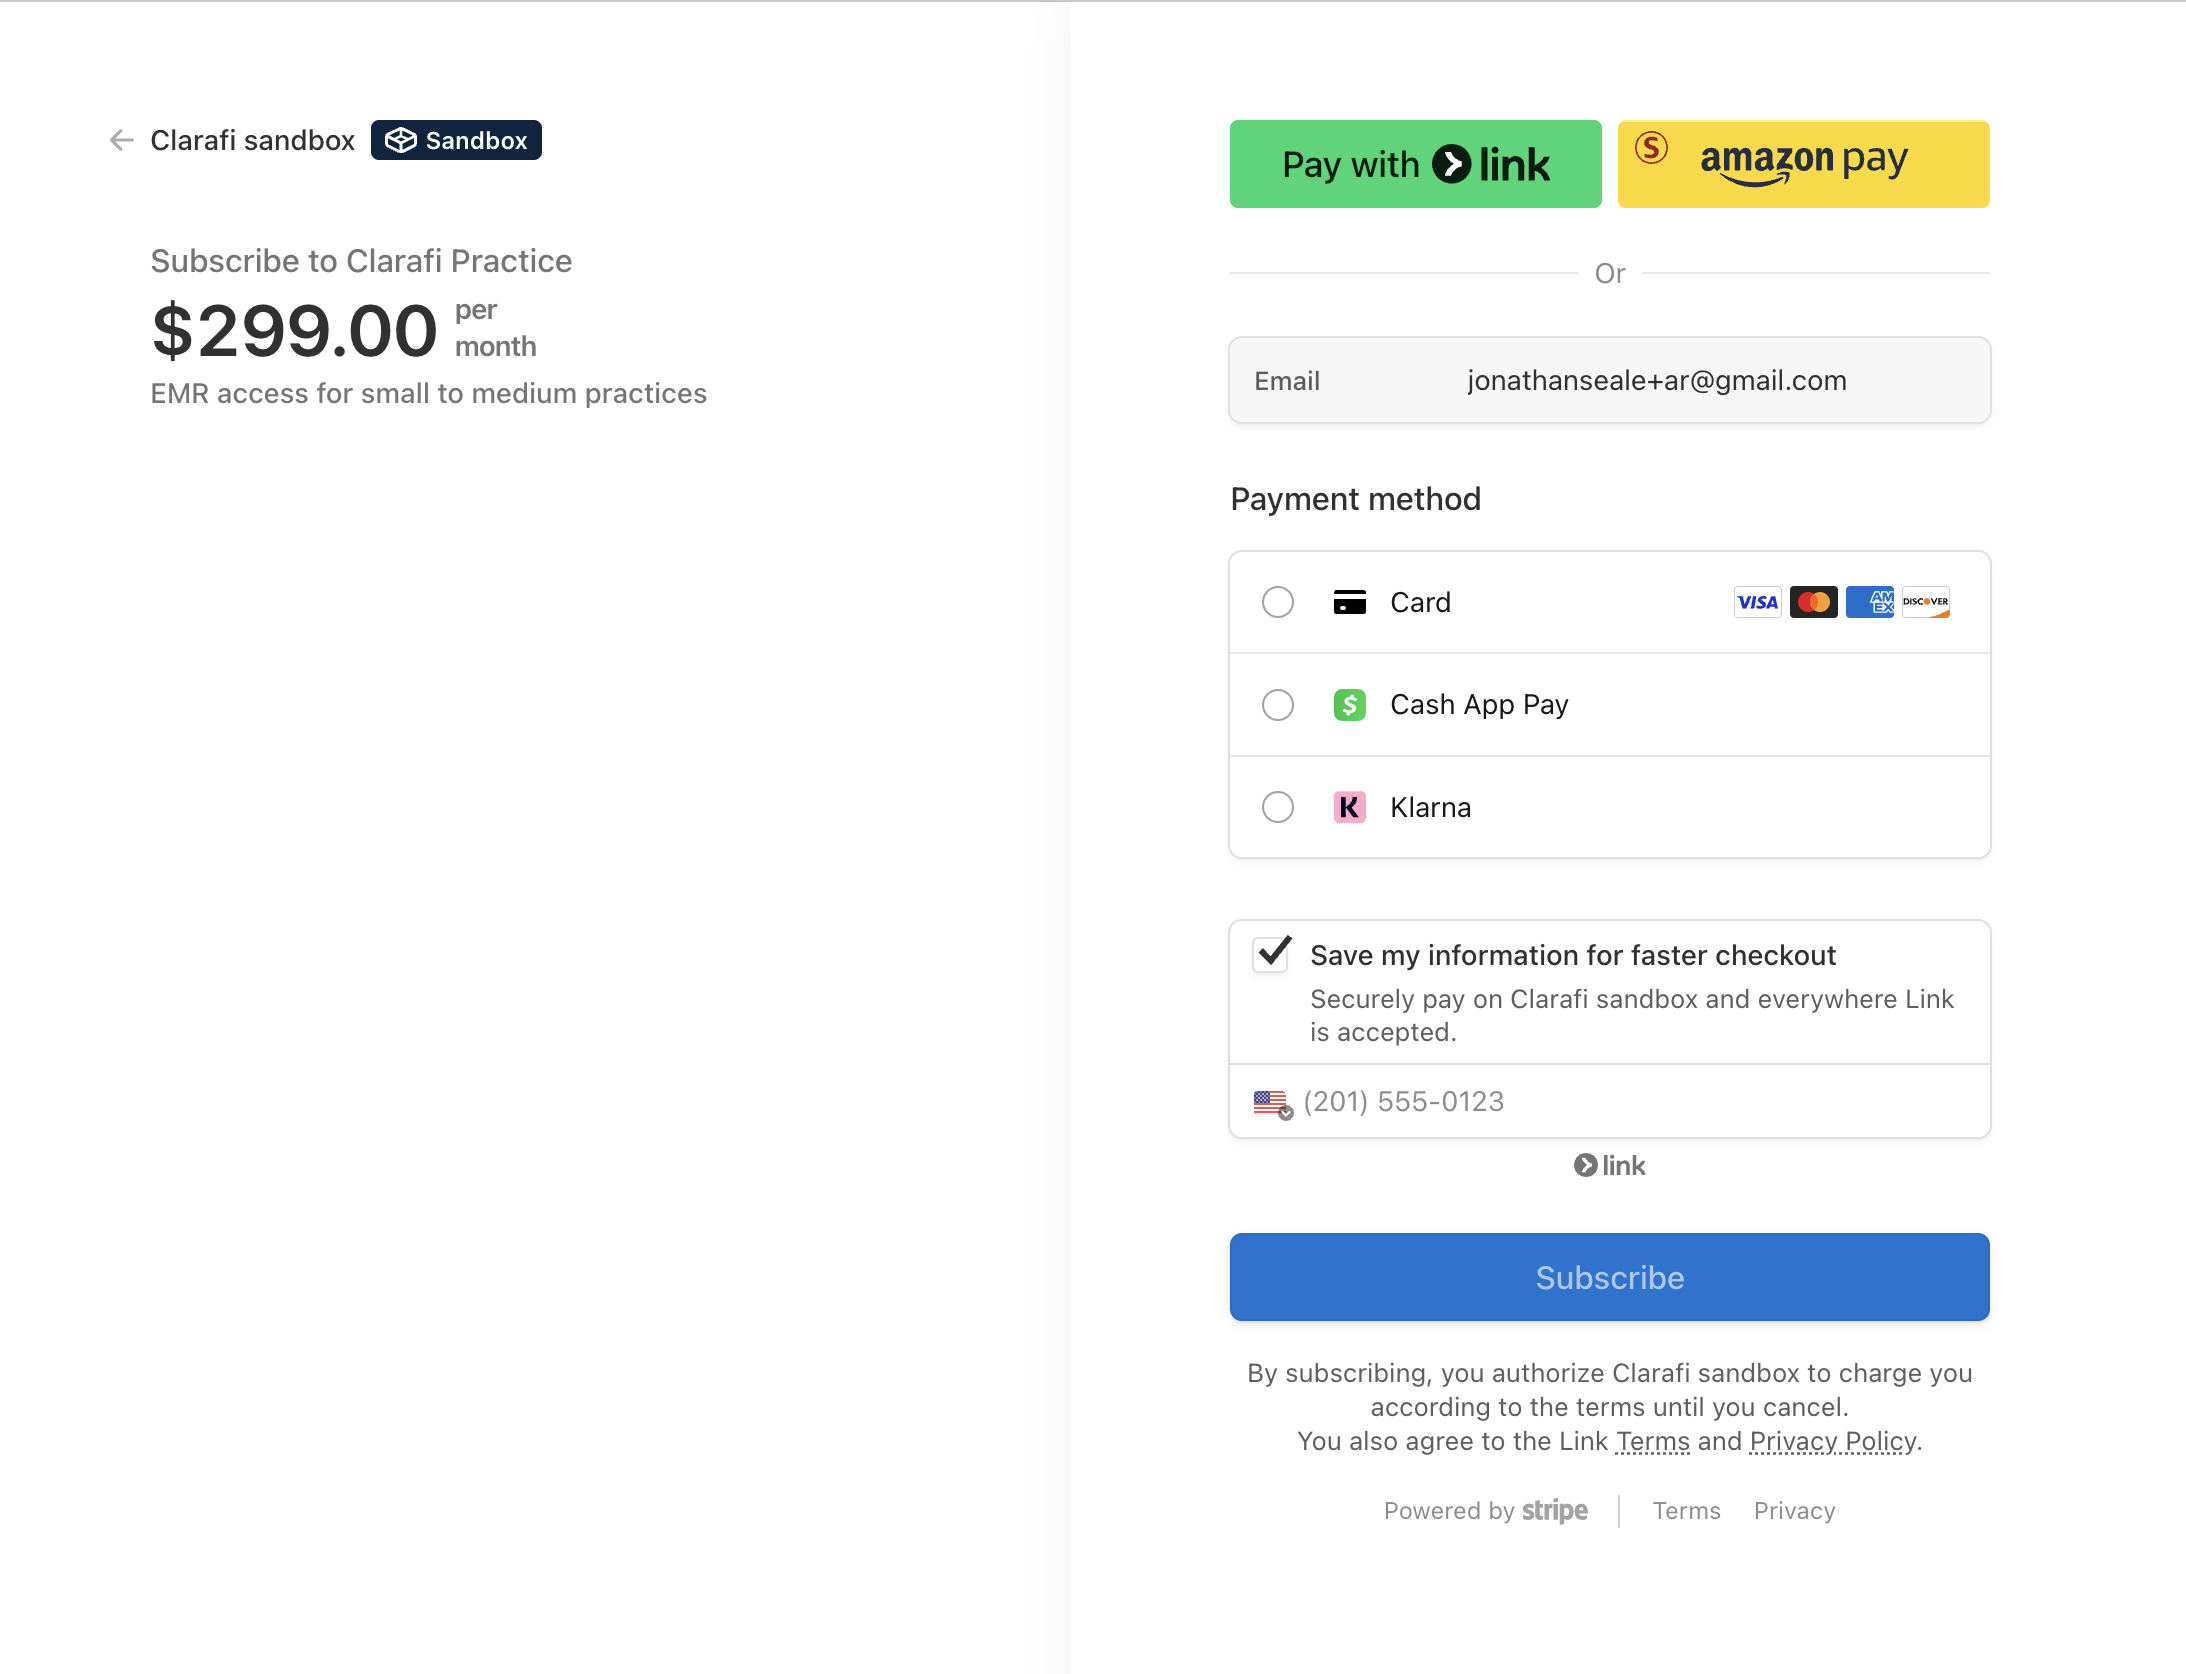 Clarafi sandbox
Sandbox
Subscribe to Clarafi Practice
$299.00 per
month
EMR access for small to medium practices
Pay with link
S
amazon pay
Or
Email
jonathanseale+ar@gmail.com
Payment method
Card
VISA
AM
EX
DISCOVER
$ Cash App Pay
K Klarna
Save my information for faster checkout
Securely pay on Clarafi sandbox and everywhere Link
is accepted.
(201) 555-0123
link
Subscribe
By subscribing, you authorize Clarafi sandbox to charge you
according to the terms until you cancel.
You also agree to the Link Terms and Privacy Policy.
Powered by stripe
Terms
Privacy